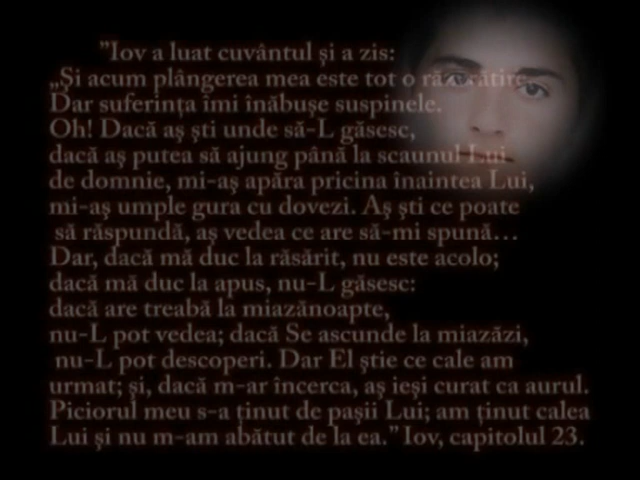 ”Iov a luat cuvântul şi a zis:
„Şi acum plângerea mea este tot o răzvrătire
Dar suferinţa îmi înăbuşe suspinele.
Oh! Dacă aş şti unde să-L găsesc,
dacă aş putea să ajung până la scaunul Lui
de domnie, mi-aş apăra pricina înaintea Lui,
mi-aş umple gura cu dovezi. Aş şti ce poate
să răspundă, aş vedea ce are să-mi spună…
Dar, dacă mă duc la răsărit, nu este acolo;
dacă mă duc la apus, nu-L găsesc:
dacă are treabă la miazănoapte,
nu-L pot vedea; dacă Se ascunde la miazăzi,
nu-L pot descoperi. Dar El ştie ce cale am
urmat; şi, dacă m-ar încerca, aş ieşi curat ca aurul.
Piciorul meu s-a ţinut de paşii Lui; am ţinut calea
Lui şi nu m-am abătut de la ea.” Iov, capitolul 23.